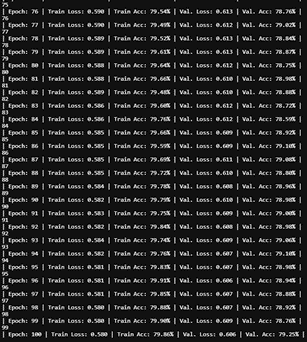 75
| Epoch: 76 | Train Loss: 0.590 | Train Acc: 79.54% | Val. Loss: 0.613 | Val. Acc: 78.76% |
76
| Epoch: 77 | Train Loss: 0.590 | Train Acc: 79.49% | Val. Loss: 0.612 | Val. Acc: 79.02% |
77
| Epoch: 78 | Train Loss: 0.589 | Train Acc: 79.52% | Val. Loss: 0.613 | Val. Acc: 78.84% |
78
| Epoch: 79 | Train Loss: 0.589 | Train Acc: 79.61% | Val. Loss: 0.613 | Val. Acc: 78.87% |
79
| Epoch: 80 | Train Loss: 0.589 | Train Acc: 79.64% | Val. Loss: 0.612 | Val. Acc: 78.75% |
80
| Epoch: 81 | Train Loss: 0.588 | Train Acc: 79.66% | Val. Loss: 0.610 | Val. Acc: 78.98% |
81
| Epoch: 82 | Train Loss: 0.588 | Train Acc: 79.48% | Val. Loss: 0.610 | Val. Acc: 78.88% |
82
| Epoch: 83 | Train Loss: 0.586 | Train Acc: 79.60% | Val. Loss: 0.612 | Val. Acc: 78.72% |
83
| Epoch: 84 | Train Loss: 0.586 | Train Acc: 79.76% | Val. Loss: 0.612 | Val. Acc: 78.59% |
84
| Epoch: 85 | Train Loss: 0.585 | Train Acc: 79.66% | Val. Loss: 0.609 | Val. Acc: 78.92% |
85
| Epoch: 86 | Train Loss: 0.585 | Train Acc: 79.59% | Val. Loss: 0.609 | Val. Acc: 79.10% |
86
| Epoch: 87 | Train Loss: 0.585 | Train Acc: 79.69% | Val. Loss: 0.611 | Val. Acc: 79.08% |
87
| Epoch: 88 | Train Loss: 0.585 | Train Acc: 79.72% | Val. Loss: 0.610 | Val. Acc: 78.80% |
88
| Epoch: 89 | Train Loss: 0.584 | Train Acc: 79.78% | Val. Loss: 0.608 | Val. Acc: 78.96% |
89
| Epoch: 90 | Train Loss: 0.582 | Train Acc: 79.79% | Val. Loss: 0.610 | Val. Acc: 78.98% |
90
| Epoch: 91 | Train Loss: 0.583 | Train Acc: 79.75% | Val. Loss: 0.609 | Val. Acc: 79.00% |
91
| Epoch: 92 | Train Loss: 0.582 | Train Acc: 79.84% | Val. Loss: 0.608 | Val. Acc: 78.98% |
92
| Epoch: 93 | Train Loss: 0.584 | Train Acc: 79.74% | Val. Loss: 0.609 | Val. Acc: 79.06% |
93
| Epoch: 94 | Train Loss: 0.582 | Train Acc: 79.76% | Val. Loss: 0.607 | Val. Acc: 79.10% |
94
| Epoch: 95 | Train Loss: 0.581 | Train Acc: 79.83% | Val. Loss: 0.609 | Val. Acc: 78.98% |
95
| Epoch: 96 | Train Loss: 0.581 | Train Acc: 79.91% | Val. Loss: 0.606 | Val. Acc: 78.94% |
96
| Epoch: 97 | Train Loss: 0.581 | Train Acc: 79.85% | Val. Loss: 0.607 | Val. Acc: 78.88% |
97
| Epoch: 98 | Train Loss: 0.580 | Train Acc: 79.88% | Val. Loss: 0.608 | Val. Acc: 78.92% |
98
| Epoch: 99 | Train Loss: 0.580 | Train Acc: 79.90% | Val. Loss: 0.609 | Val. Acc: 78.76% |
99
| Epoch: 100 | Train Loss: 0.580 | Train Acc: 79.86% | Val. Loss: 0.606 | Val. Acc: 79.25% |